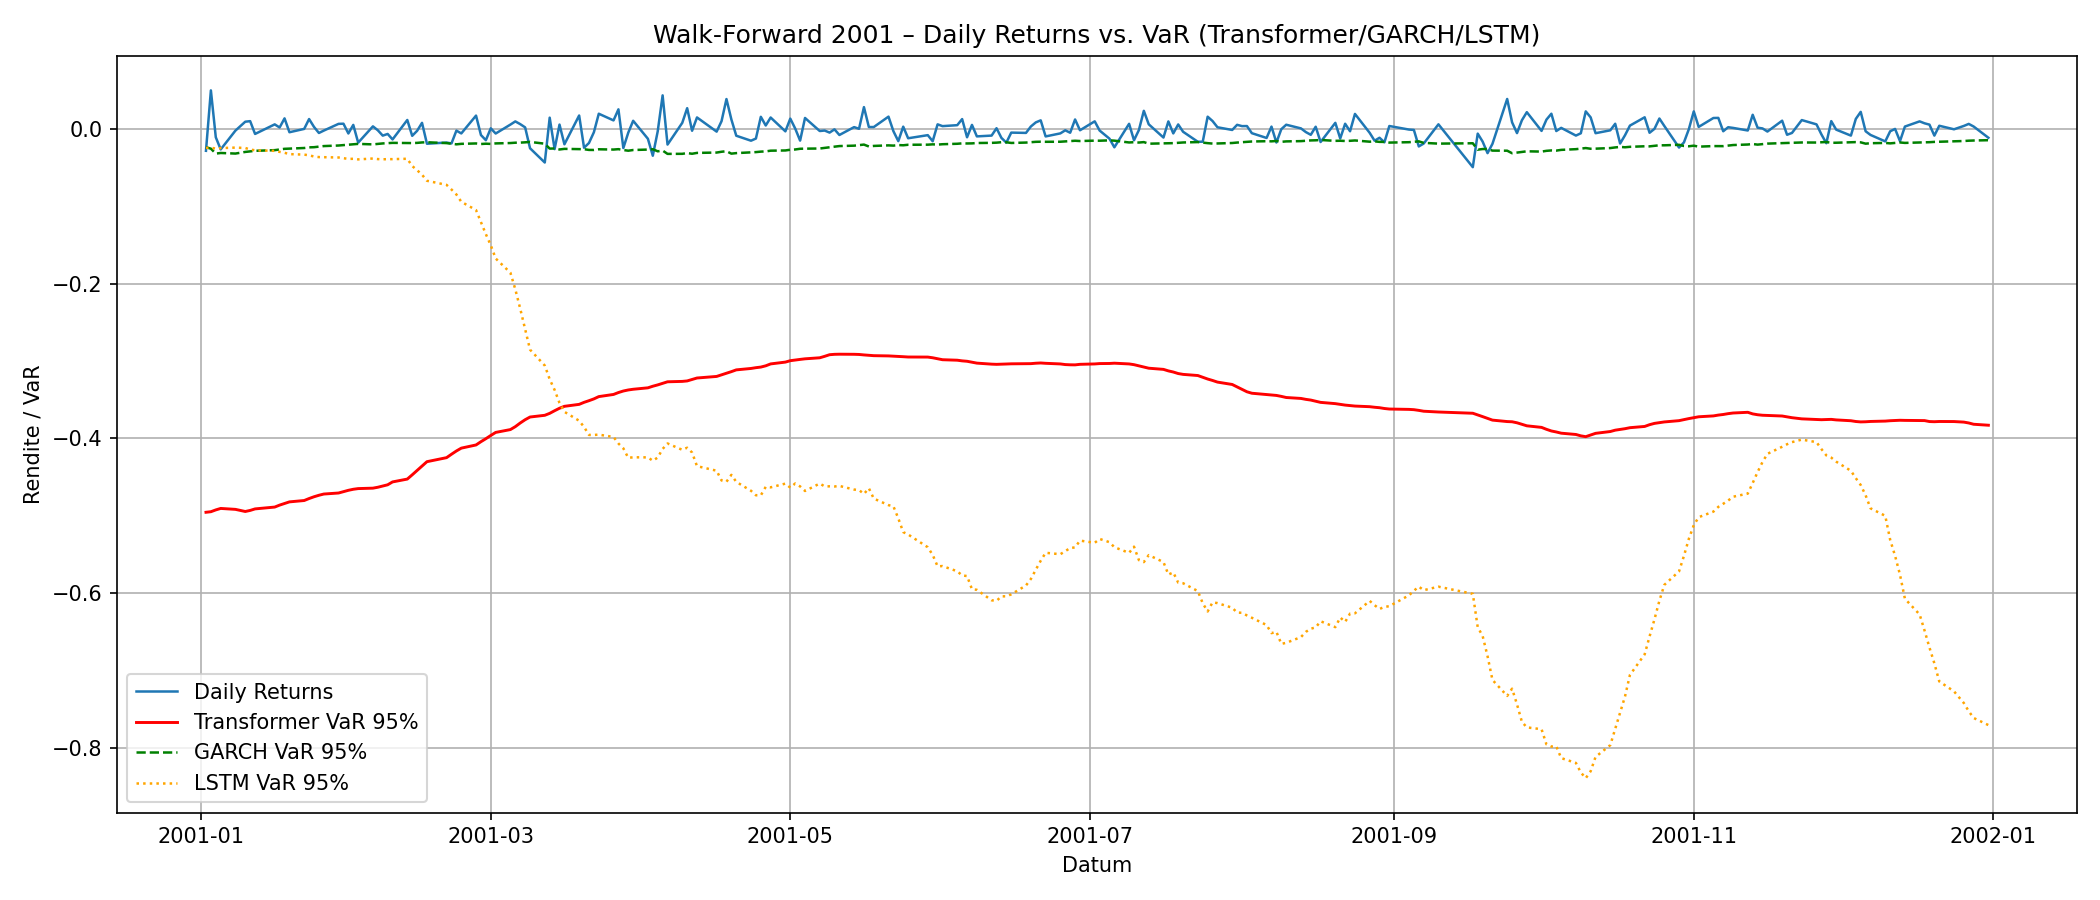 Walk-Forward 2001 – Daily Returns vs. VaR (Transformer/GARCH/LSTM)
Rendite / VaR
0.0
−0.2
−0.4
−0.6
−0.8
Daily Returns
Transformer VaR 95%
GARCH VaR 95%
LSTM VaR 95%
2001-01
2001-03
2001-05
2001-07
2001-09
2001-11
2002-01
Datum